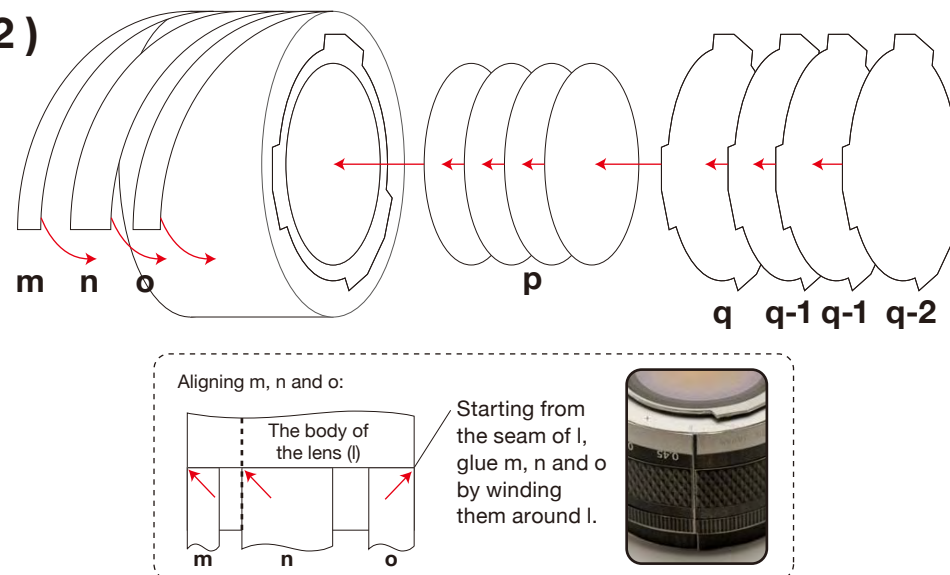 2 )
m n o
p
q q-1 q-1 q-2
Aligning m, n and o:
The body of
the lens (l)
Starting from
the seam of l,
glue m, n and o
by winding
them around l.
0.45
m n o